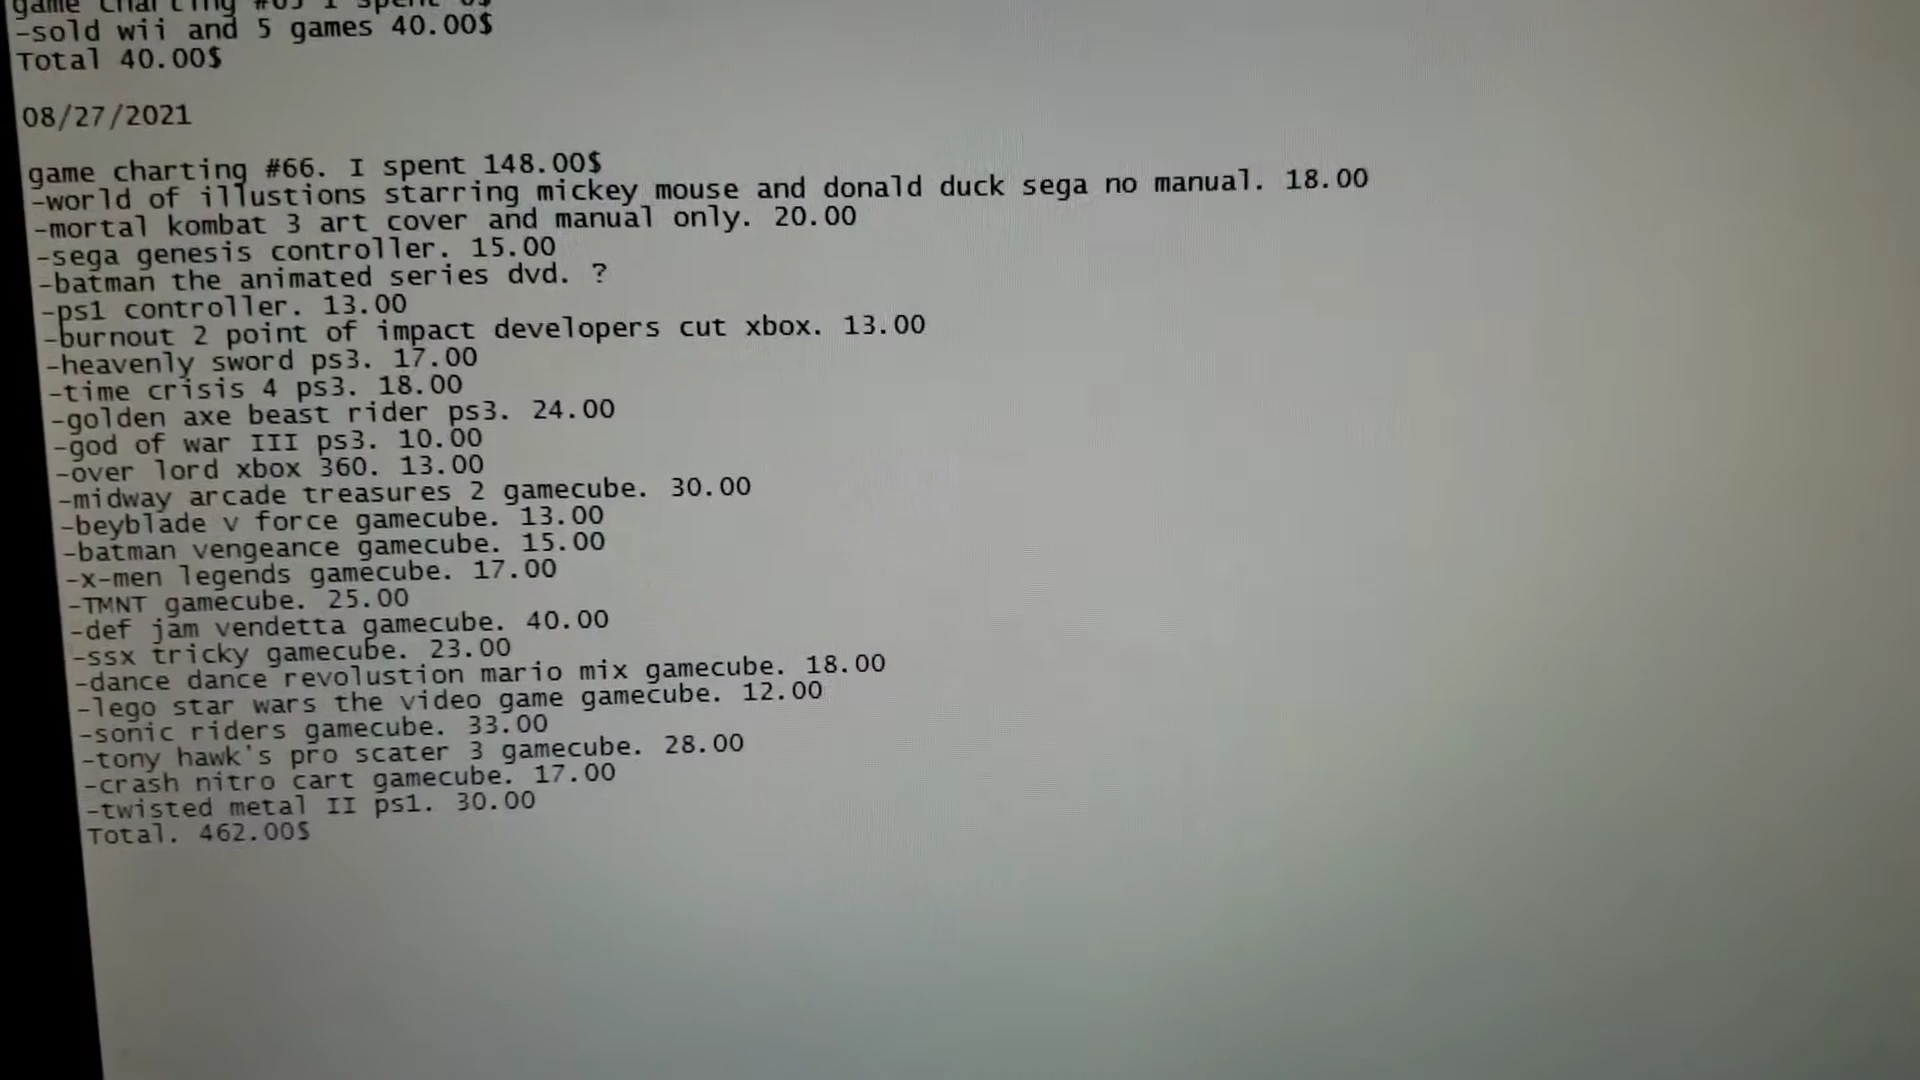 game charting #65 I spent 0$
-sold wii and 5 games 40.00$
Total 40.00$
08/27/2021
game charting #66. I spent 148.00$
-world of illustions starring mickey mouse and donald duck sega no manual. 18.00
-mortal kombat 3 art cover and manual only. 20.00
-sega genesis controller. 15.00
-batman the animated series dvd. ?
-ps1 controller. 13.00
-burnout 2 point of impact developers cut xbox. 13.00
-heavenly sword ps3. 17.00
-time crisis 4 ps3. 18.00
-golden axe beast rider ps3. 24.00
-god of war III ps3. 10.00
-over lord xbox 360. 13.00
-midway arcade treasures 2 gamecube. 30.00
-beyblade v force gamecube. 13.00
-batman vengeance gamecube. 15.00
-x-men legends gamecube. 17.00
-TMNT gamecube. 25.00
-def jam vendetta gamecube. 40.00
-ssx tricky gamecube. 23.00
-dance dance revolustion mario mix gamecube. 18.00
-lego star wars the video game gamecube. 12.00
-sonic riders gamecube. 33.00
-tony hawk's pro scater 3 gamecube. 28.00
-crash nitro cart gamecube. 17.00
-twisted metal II ps1. 30.00
Total. 462.00$